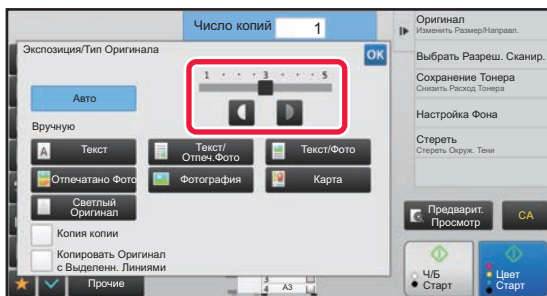 Число копий 1
Экспозиция/Тип Оригинала
OK
1 · · · 3 · · · 5
Авто
Вручную
A Текст
Текст/
Отпеч.Фото
Текст/Фото
Отпечатано Фото
Фотография
Карта
Светлый
Оригинал
Копия копии
Копировать Оригинал
с Выделенн. Линиями
Прочие
3
4 A3
Оригинал
Изменить Размер/Направл.
Выбрать Разреш. Сканир.
Сохранение Тонера
Снизить Расход Тонера
Настройка Фона
Стереть
Стереть Окруж. Тени
Предварит.
Просмотр
CA
Ч/Б
Старт
Цвет
Старт